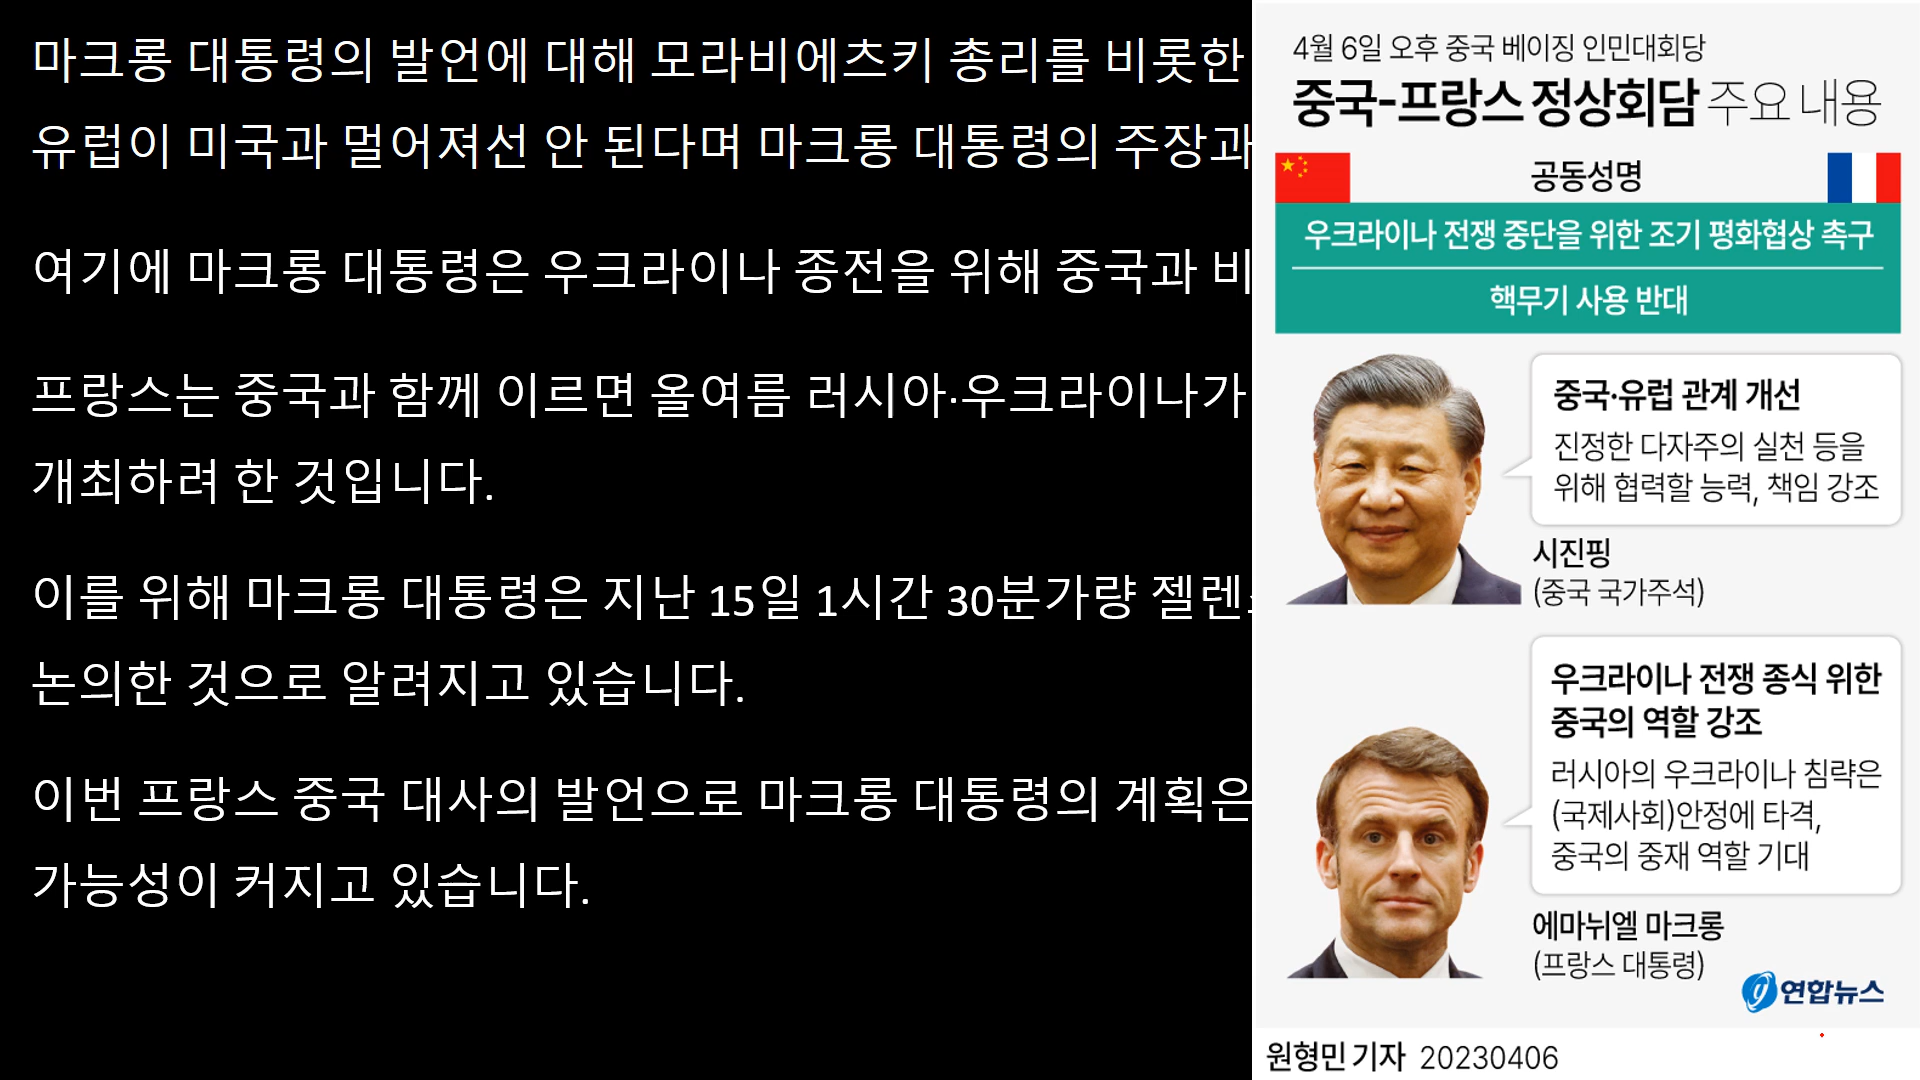 마크롱 대통령의 발언에 대해 모라비에츠키 총리를 비롯한
유럽이 미국과 멀어져선 안 된다며 마크롱 대통령의 주장과
여기에 마크롱 대통령은 우크라이나 종전을 위해 중국과 비
프랑스는 중국과 함께 이르면 올여름 러시아·우크라이나가
개최하려 한 것입니다.
이를 위해 마크롱 대통령은 지난 15일 1시간 30분가량 젤렌
논의한 것으로 알려지고 있습니다.
이번 프랑스 중국 대사의 발언으로 마크롱 대통령의 계획은
가능성이 커지고 있습니다.
4월 6일 오후 중국 베이징 인민대회당
중국-프랑스 정상회담 주요 내용
공동성명
우크라이나 전쟁 중단을 위한 조기 평화협상 촉구
핵무기 사용 반대
중국·유럽 관계 개선
진정한 다자주의 실천 등을
위해 협력할 능력, 책임 강조
시진핑
(중국 국가주석)
우크라이나 전쟁 종식 위한
중국의 역할 강조
러시아의 우크라이나 침략은
(국제사회)안정에 타격,
중국의 중재 역할 기대
에마뉘엘 마크롱
(프랑스 대통령)
연합뉴스
원형민 기자 20230406